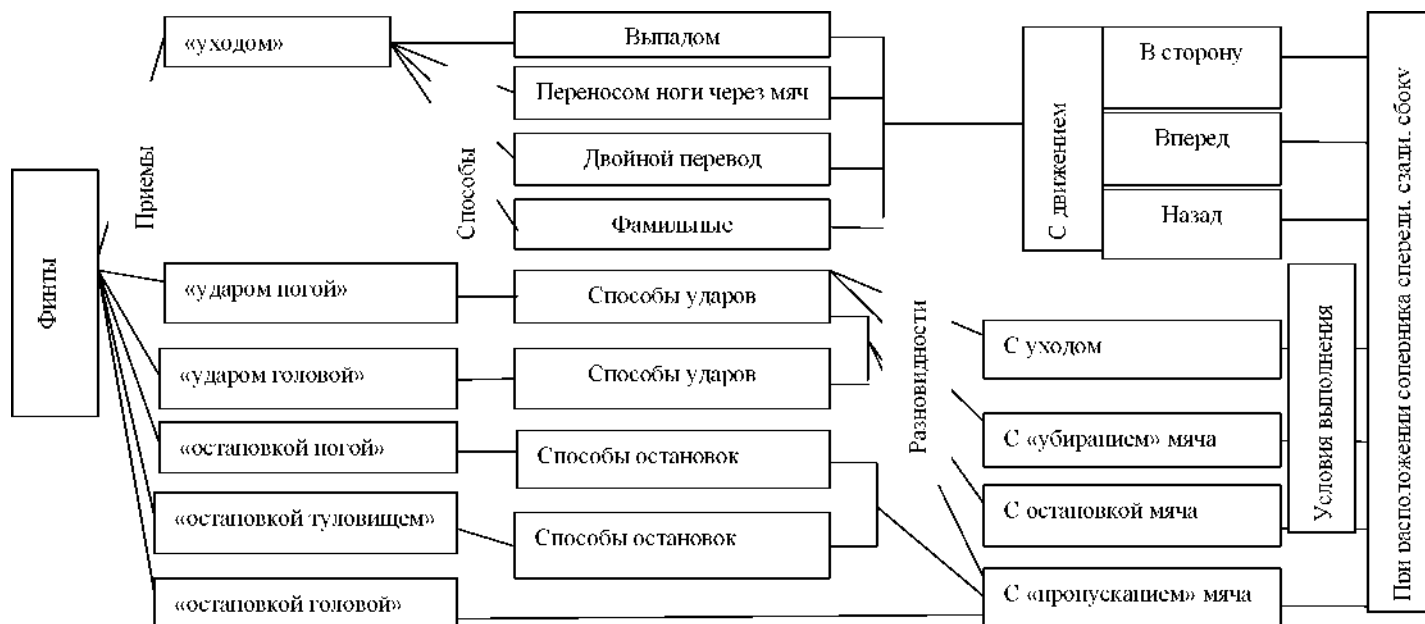 Финты
Приемы
«уходом»
«ударом ногой»
«ударом головой»
«остановкой ногой»
«остановкой туловищем»
«остановкой головой»
Способы
Выпадом
Переносом ноги через мяч
Двойной перевод
Фамильные
Способы ударов
Способы ударов
Способы остановок
Способы остановок
Разновидности
С движением
В сторону
Вперед
Назад
С уходом
С «убиранием» мяча
С остановкой мяча
С «пропусканием» мяча
Условия выполнения
При расположении соперника спереди, сзади, сбоку